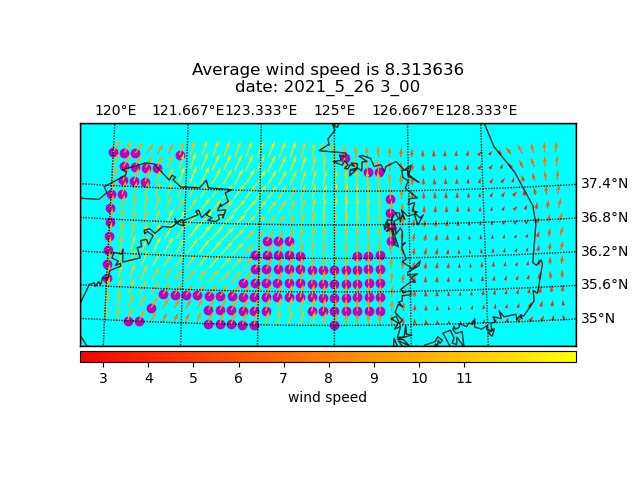 Average wind speed is 8.313636
date: 2021_5_26 3_00
120°E 121.667°E 123.333°E 125°E 126.667°E 128.333°E
37.4°N
36.8°N
36.2°N
35.6°N
35°N
3 4 5 6 7 8 9 10 11
wind speed